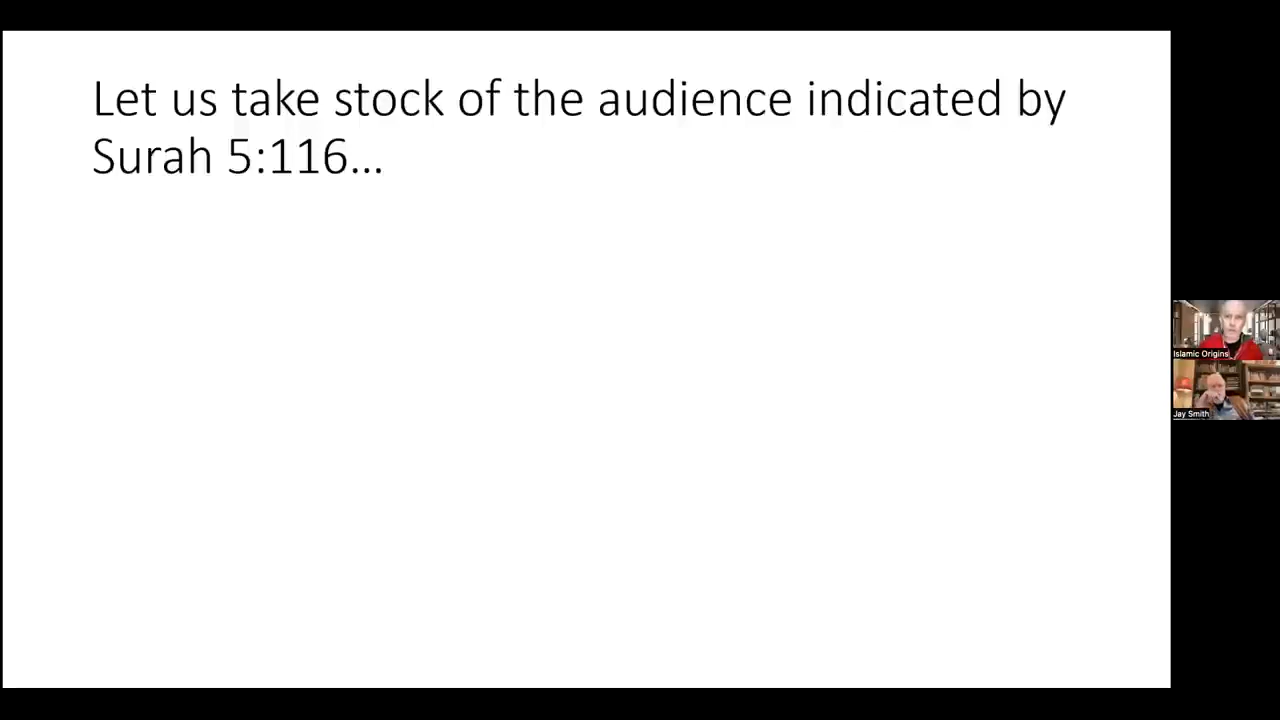 Let us take stock of the audience indicated by
Surah 5:116...
Islamic Origins
Jay Smith